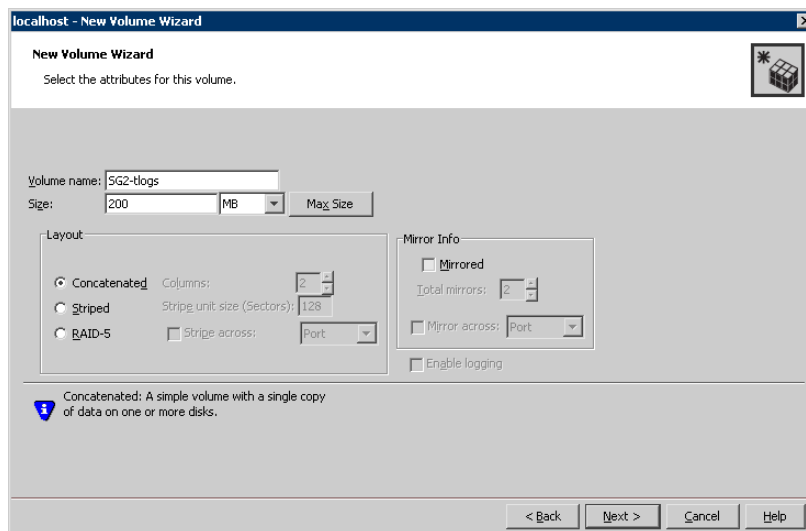 localhost - New Volume Wizard
New Volume Wizard
Select the attributes for this volume.
Volume name: SG2-tlogs
Size: 200 MB Max Size
Layout
Concatenated Columns: 2
Striped Stripe unit size (Sectors): 128
RAID-5 Stripe across: Port
Mirror Info
Mirrored
Total mirrors: 2
Mirror across: Port
Enable logging
Concatenated: A simple volume with a single copy
of data on one or more disks.
< Back Next > Cancel Help